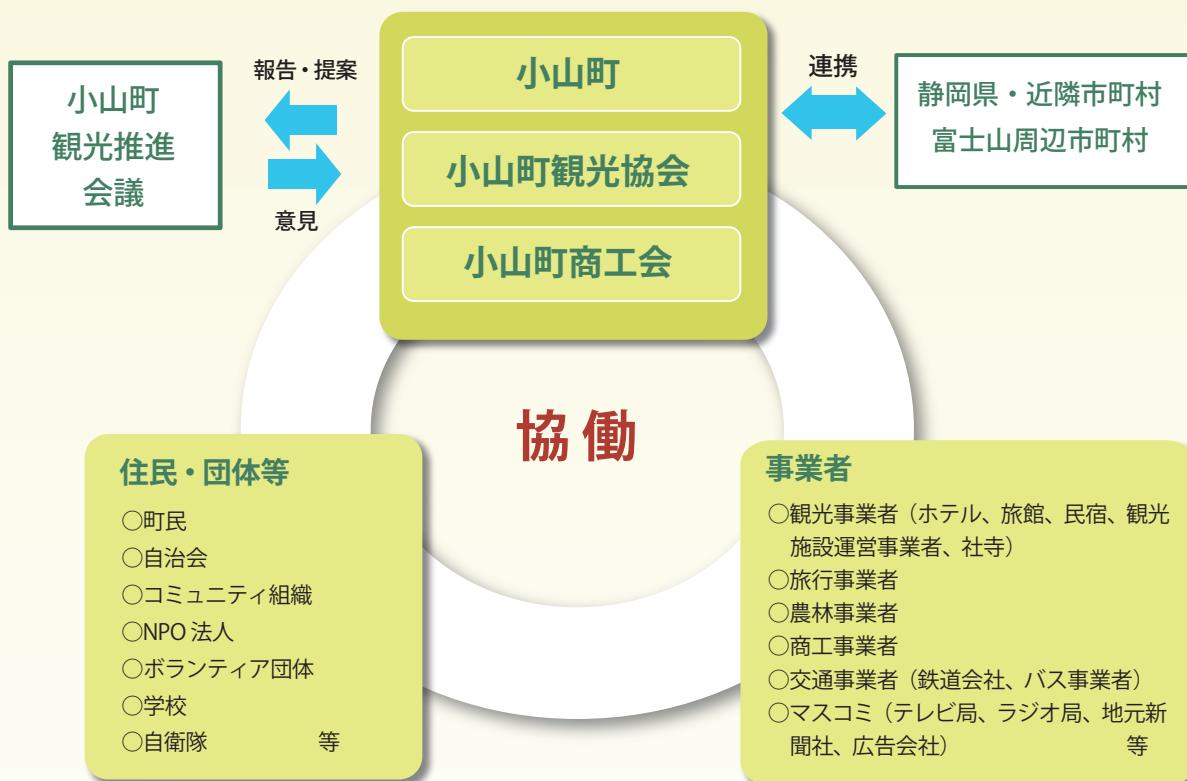 小山町
観光推進
会議
報告・提案
意見
小山町
小山町観光協会
小山町商工会
連携
静岡県・近隣市町村
富士山周辺市町村
協働
住民・団体等
○町民
○自治会
○コミュニティ組織
○NPO 法人
○ボランティア団体
○学校
○自衛隊 等
事業者
○観光事業者（ホテル、旅館、民宿、観光
施設運営事業者、社寺）
○旅行事業者
○農林事業者
○商工事業者
○交通事業者（鉄道会社、バス事業者）
○マスコミ（テレビ局、ラジオ局、地元新
聞社、広告会社） 等